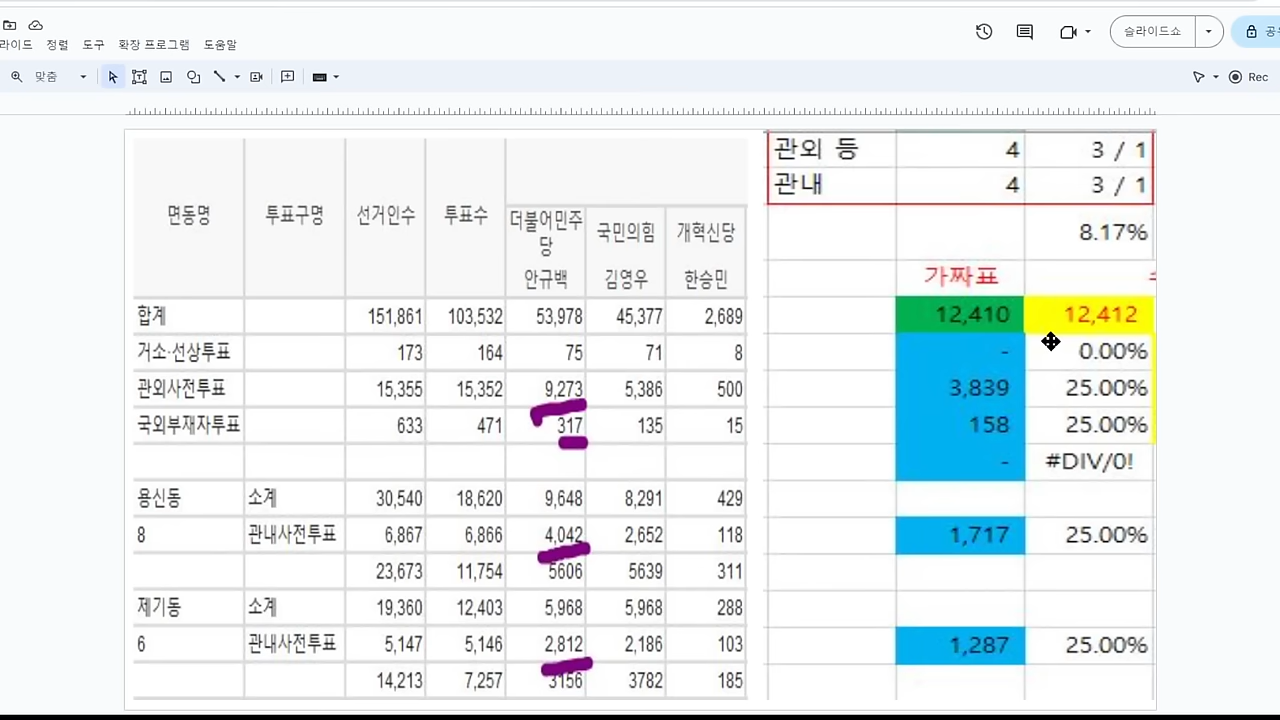 라이드 정렬 도구 확장 프로그램 도움말
슬라이드쇼
맞춤
Rec
면동명 투표구명 선거인수 투표수 더불어민주당 안규백 국민의힘 김영우 개혁신당 한승민
합계 151,861 103,532 53,978 45,377 2,689
거소·선상투표 173 164 75 71 8
관외사전투표 15,355 15,352 9,273 5,386 500
국외부재자투표 633 471 317 135 15
용신동 소계 30,540 18,620 9,648 8,291 429
8 관내사전투표 6,867 6,866 4,042 2,652 118
23,673 11,754 5606 5639 311
제기동 소계 19,360 12,403 5,968 5,968 288
6 관내사전투표 5,147 5,146 2,812 2,186 103
14,213 7,257 3156 3782 185
관외 등 4 3 / 1
관내 4 3 / 1
8.17%
가짜표
12,410 12,412
- 0.00%
3,839 25.00%
158 25.00%
- #DIV/0!
1,717 25.00%
1,287 25.00%